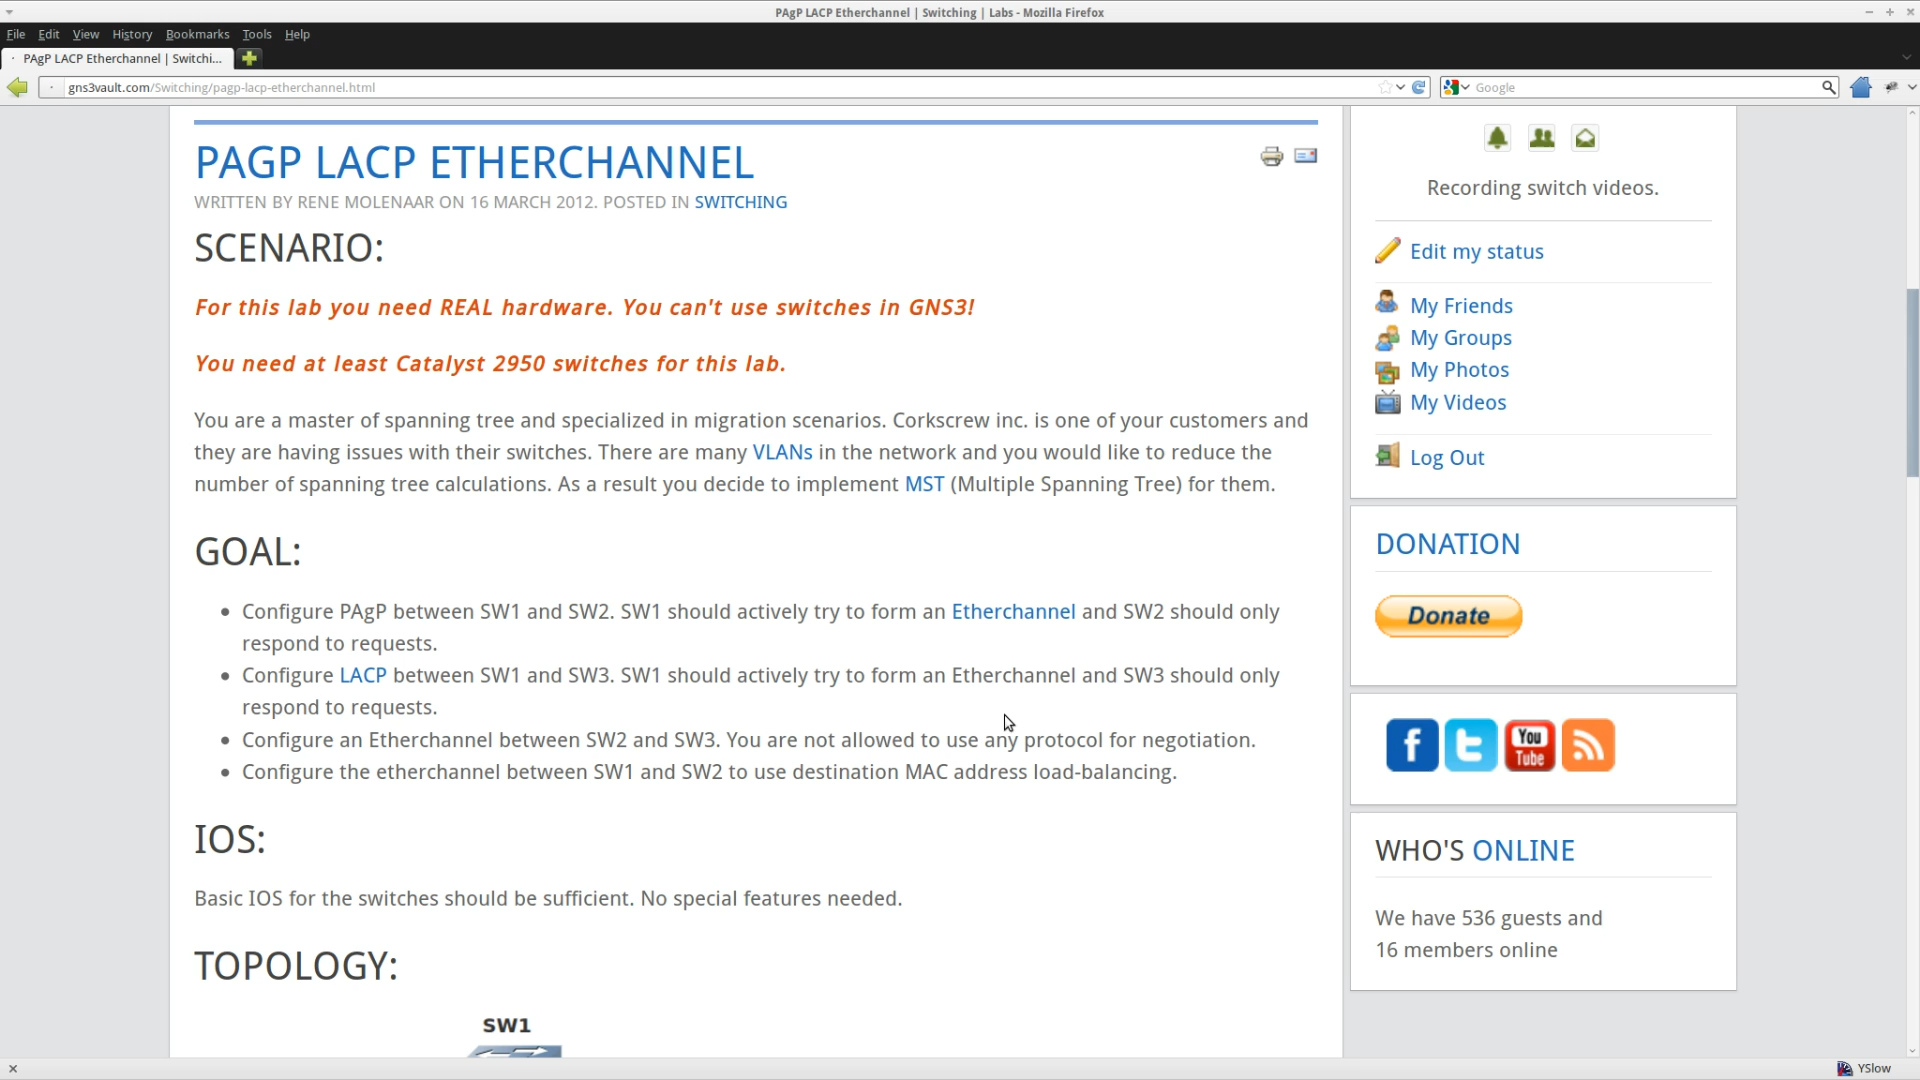 PAgP LACP Etherchannel | Switching | Labs - Mozilla Firefox
File Edit View History Bookmarks Tools Help
PAgP LACP Etherchannel | Switchi...
gns3vault.com/Switching/pagp-lacp-etherchannel.html
Google
PAGP LACP ETHERCHANNEL
WRITTEN BY RENE MOLENAAR ON 16 MARCH 2012. POSTED IN SWITCHING
SCENARIO:
For this lab you need REAL hardware. You can't use switches in GNS3!
You need at least Catalyst 2950 switches for this lab.
You are a master of spanning tree and specialized in migration scenarios. Corkscrew inc. is one of your customers and
they are having issues with their switches. There are many VLANs in the network and you would like to reduce the
number of spanning tree calculations. As a result you decide to implement MST (Multiple Spanning Tree) for them.
GOAL:
Configure PAgP between SW1 and SW2. SW1 should actively try to form an Etherchannel and SW2 should only
respond to requests.
Configure LACP between SW1 and SW3. SW1 should actively try to form an Etherchannel and SW3 should only
respond to requests.
Configure an Etherchannel between SW2 and SW3. You are not allowed to use any protocol for negotiation.
Configure the etherchannel between SW1 and SW2 to use destination MAC address load-balancing.
IOS:
Basic IOS for the switches should be sufficient. No special features needed.
TOPOLOGY:
SW1
Recording switch videos.
Edit my status
My Friends
My Groups
My Photos
My Videos
Log Out
DONATION
Donate
f
t
You
Tube
WHO'S ONLINE
We have 536 guests and
16 members online
YSlow